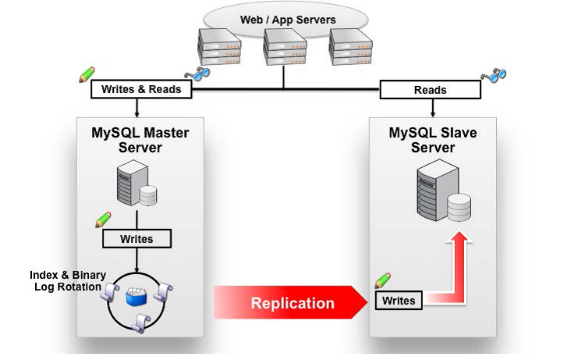 Web / App Servers
Writes & Reads
Reads
MySQL Master
Server
MySQL Slave
Server
Writes
Index & Binary
Log Rotation
Replication
Writes